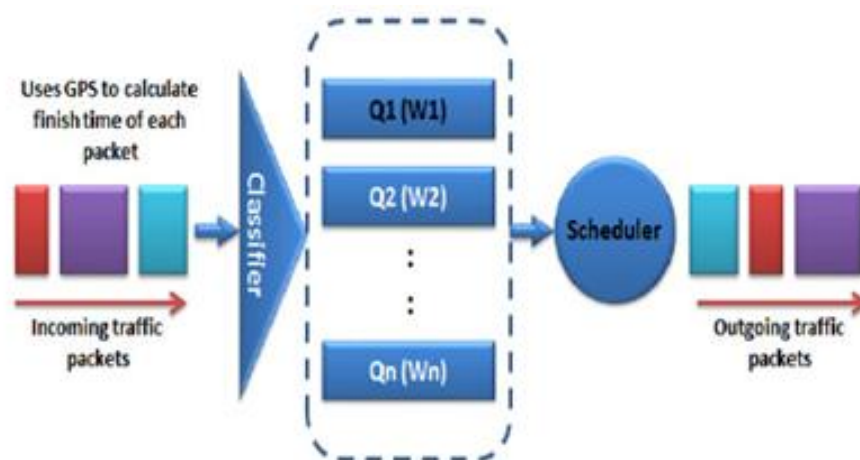 Uses GPS to calculate
finish time of each
packet
Incoming traffic
packets
Classifier
Q1 (W1)
Q2 (W2)
Qn (Wn)
Scheduler
Outgoing traffic
packets